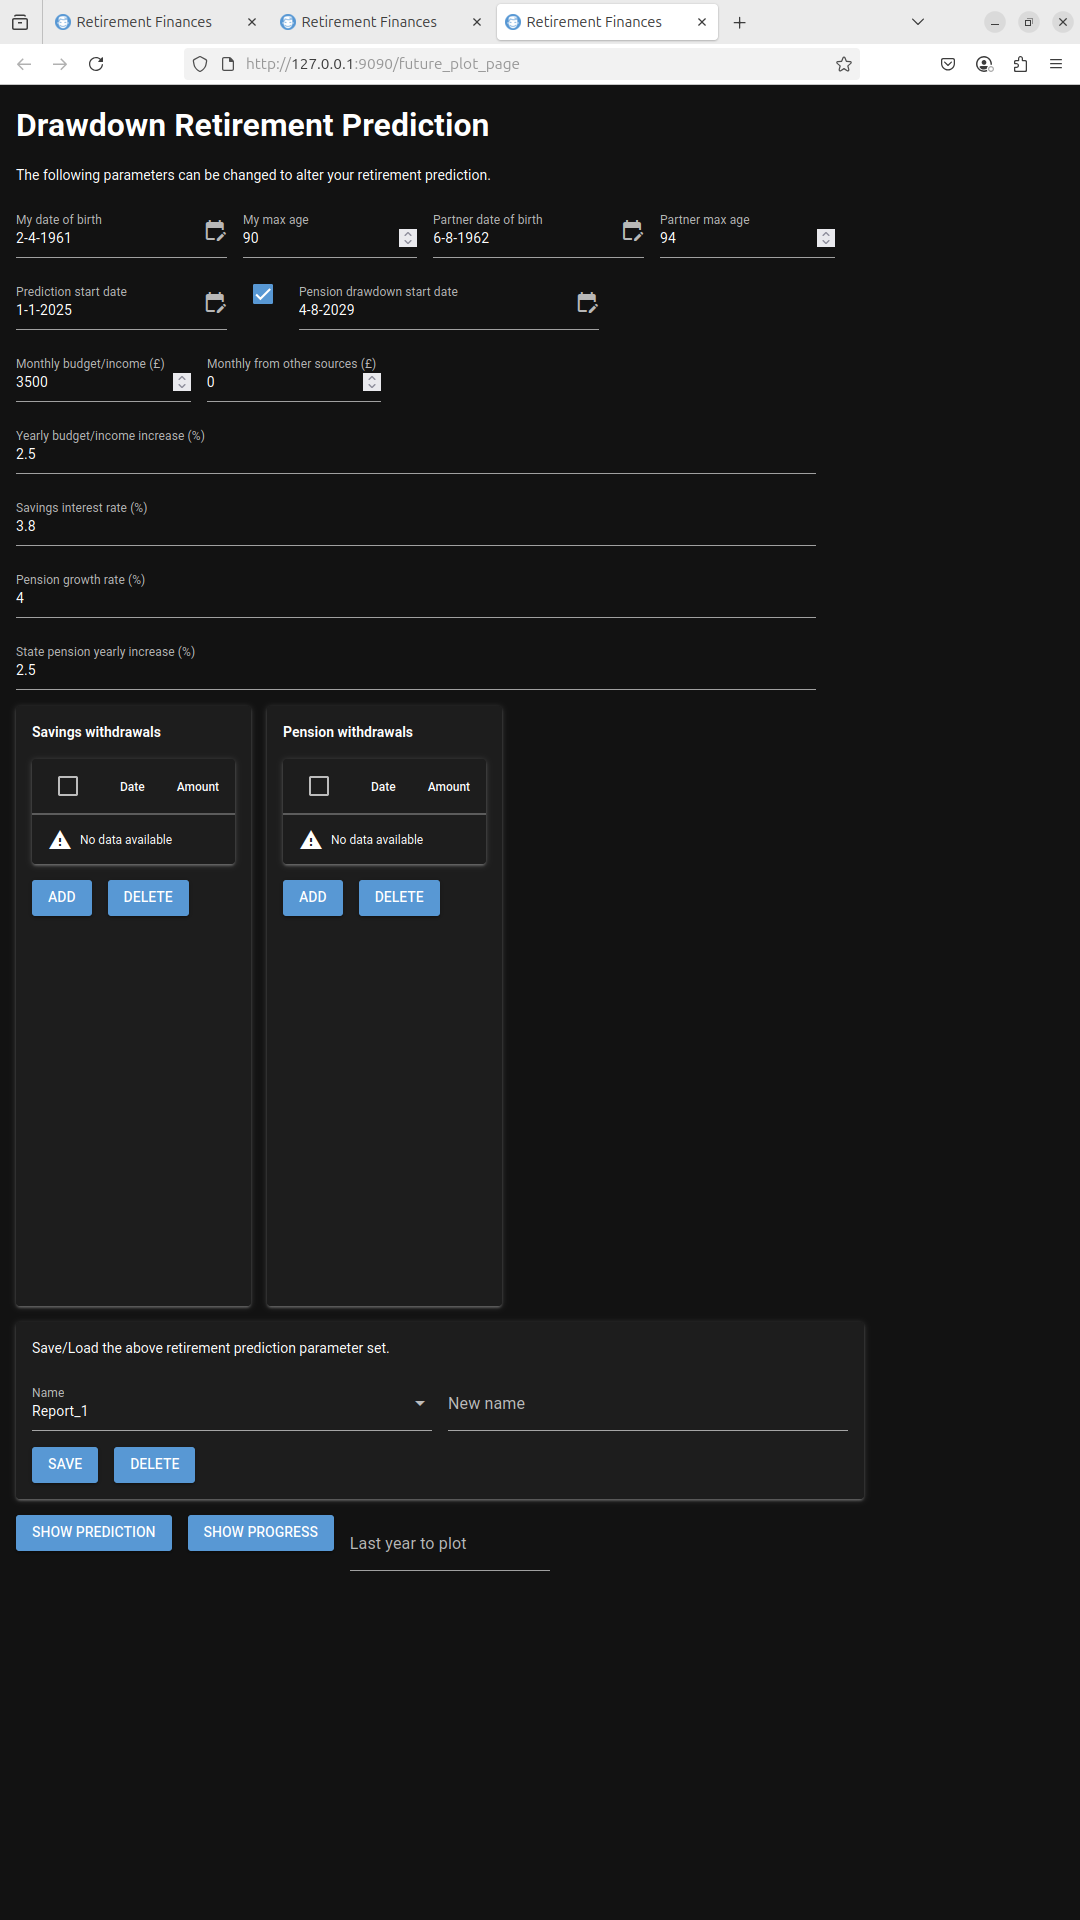 Retirement Finances
Retirement Finances
Retirement Finances
http://127.0.0.1:9090/future_plot_page
Drawdown Retirement Prediction
The following parameters can be changed to alter your retirement prediction.
My date of birth My max age Partner date of birth Partner max age
2-4-1961 90 6-8-1962 94
Prediction start date Pension drawdown start date
1-1-2025 4-8-2029
Monthly budget/income (£) Monthly from other sources (£)
3500 0
Yearly budget/income increase (%)
2.5
Savings interest rate (%)
3.8
Pension growth rate (%)
4
State pension yearly increase (%)
2.5
Savings withdrawals
Date Amount
No data available
ADD DELETE
Pension withdrawals
Date Amount
No data available
ADD DELETE
Save/Load the above retirement prediction parameter set.
Name
Report_1
New name
SAVE DELETE
SHOW PREDICTION SHOW PROGRESS Last year to plot